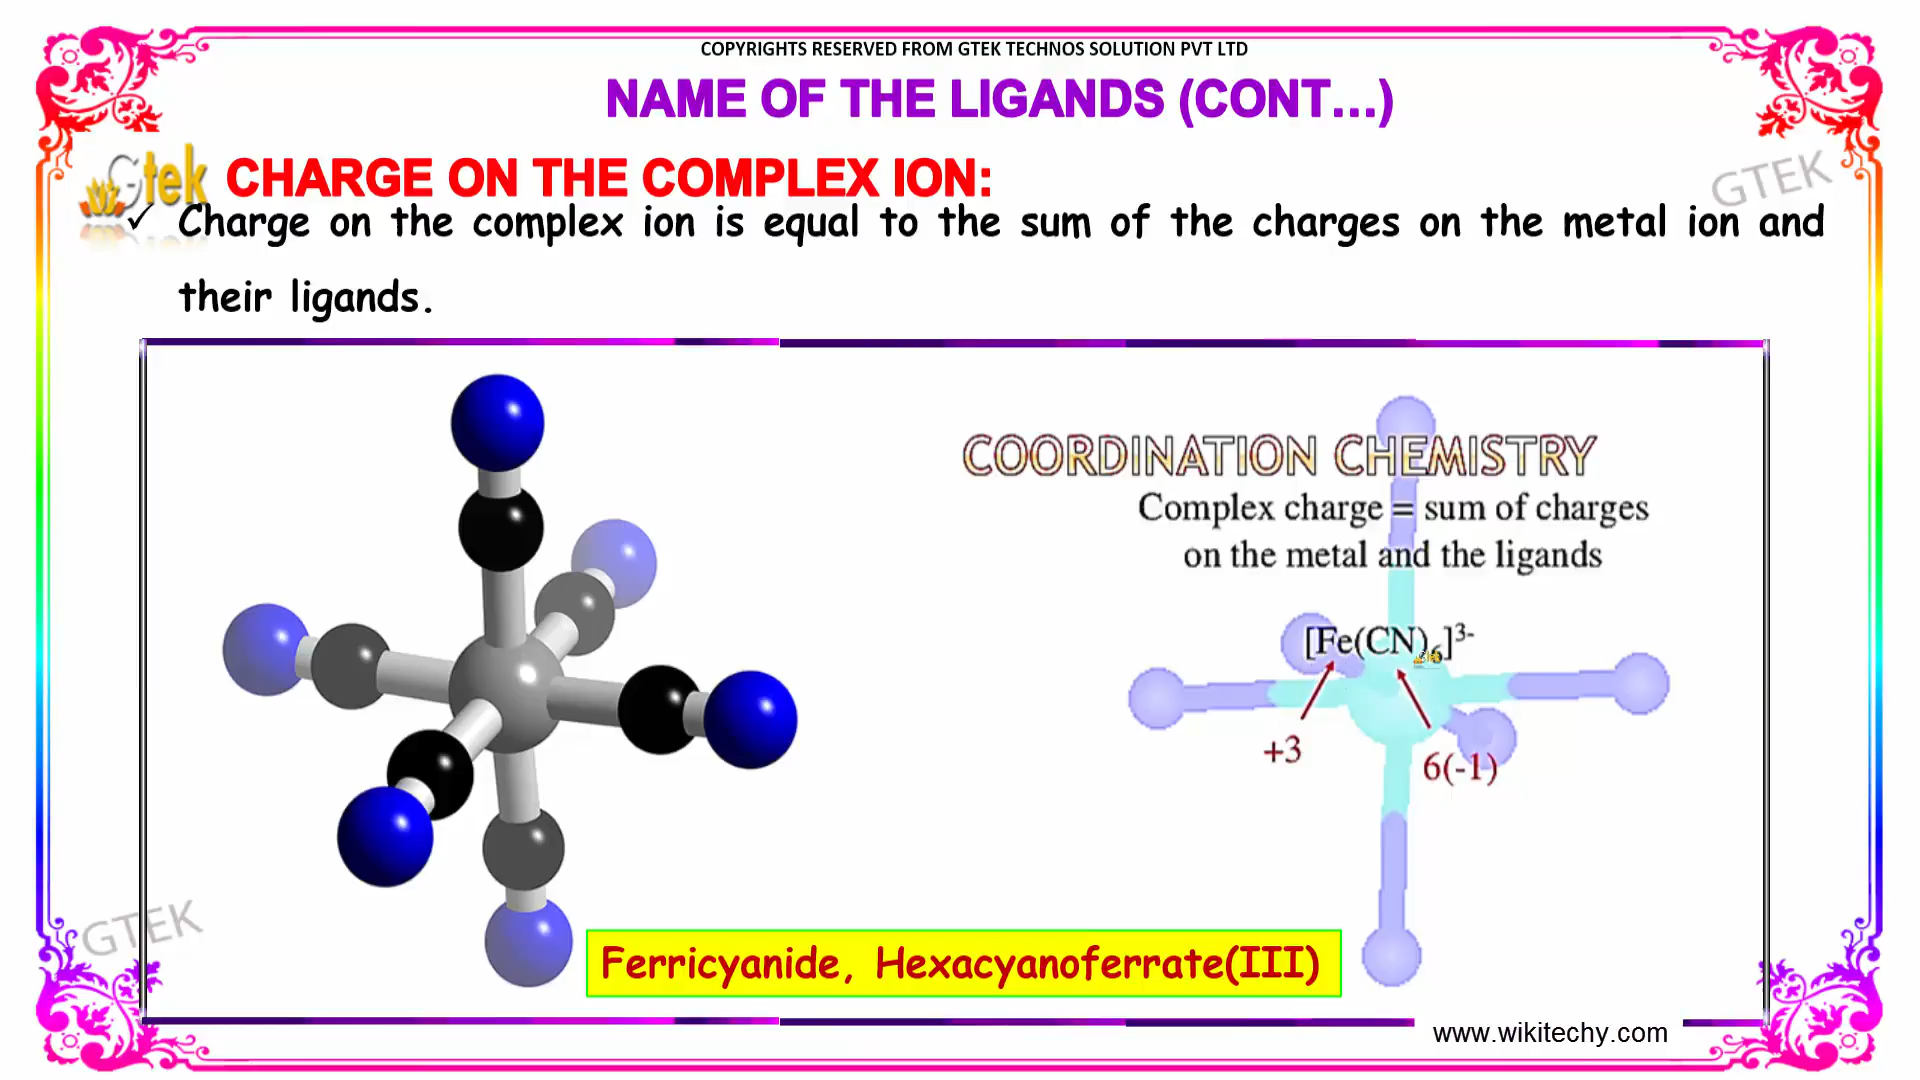 COPYRIGHTS RESERVED FROM GTEK TECHNOS SOLUTION PVT LTD
NAME OF THE LIGANDS (CONT...)
Gtek
CHARGE ON THE COMPLEX ION:
GTEK
✓ Charge on the complex ion is equal to the sum of the charges on the metal ion and
their ligands.
COORDINATION CHEMISTRY
Complex charge = sum of charges
on the metal and the ligands
[Fe(CN)₆]³⁻
+3
6(-1)
GTEK
Ferricyanide, Hexacyanoferrate(III)
www.wikitechy.com